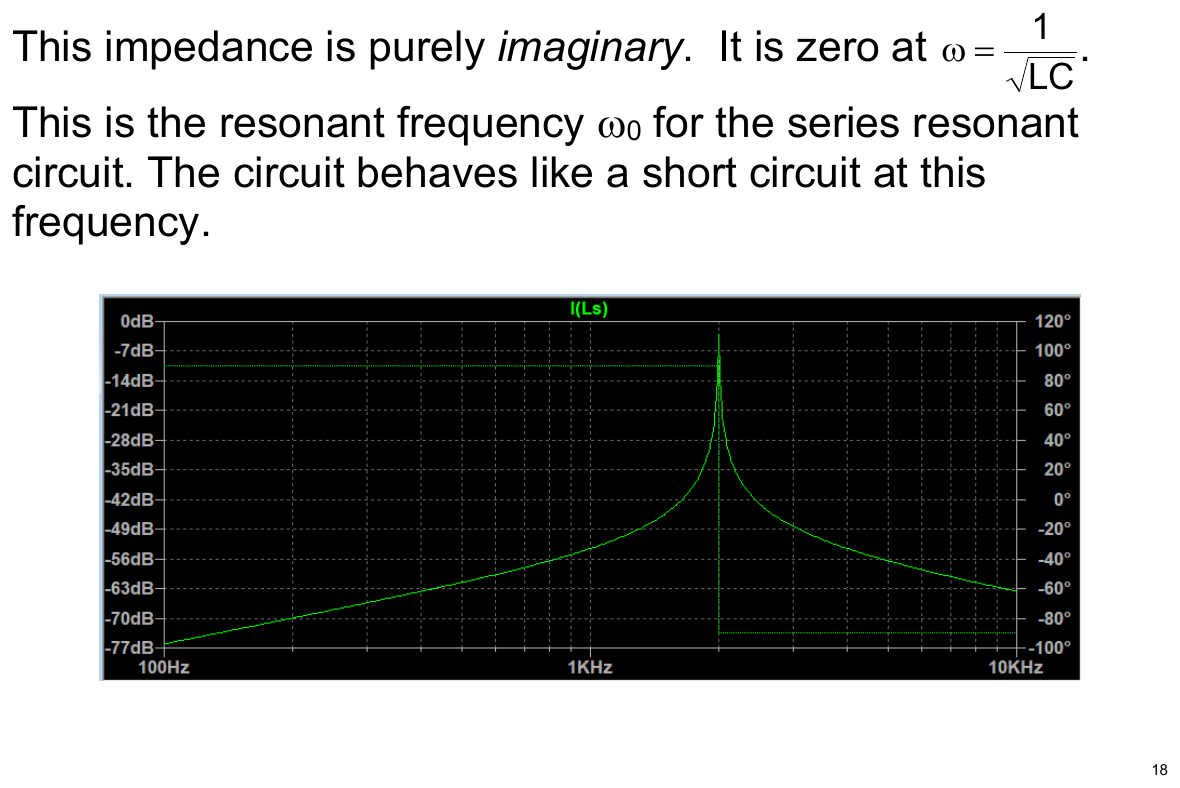 This impedance is purely imaginary. It is zero at ω = 1/√LC.
This is the resonant frequency ω0 for the series resonant
circuit. The circuit behaves like a short circuit at this
frequency.
I(Ls)
0dB 120°
-7dB 100°
-14dB 80°
-21dB 60°
-28dB 40°
-35dB 20°
-42dB 0°
-49dB -20°
-56dB -40°
-63dB -60°
-70dB -80°
-77dB -100°
100Hz 1KHz 10KHz
18